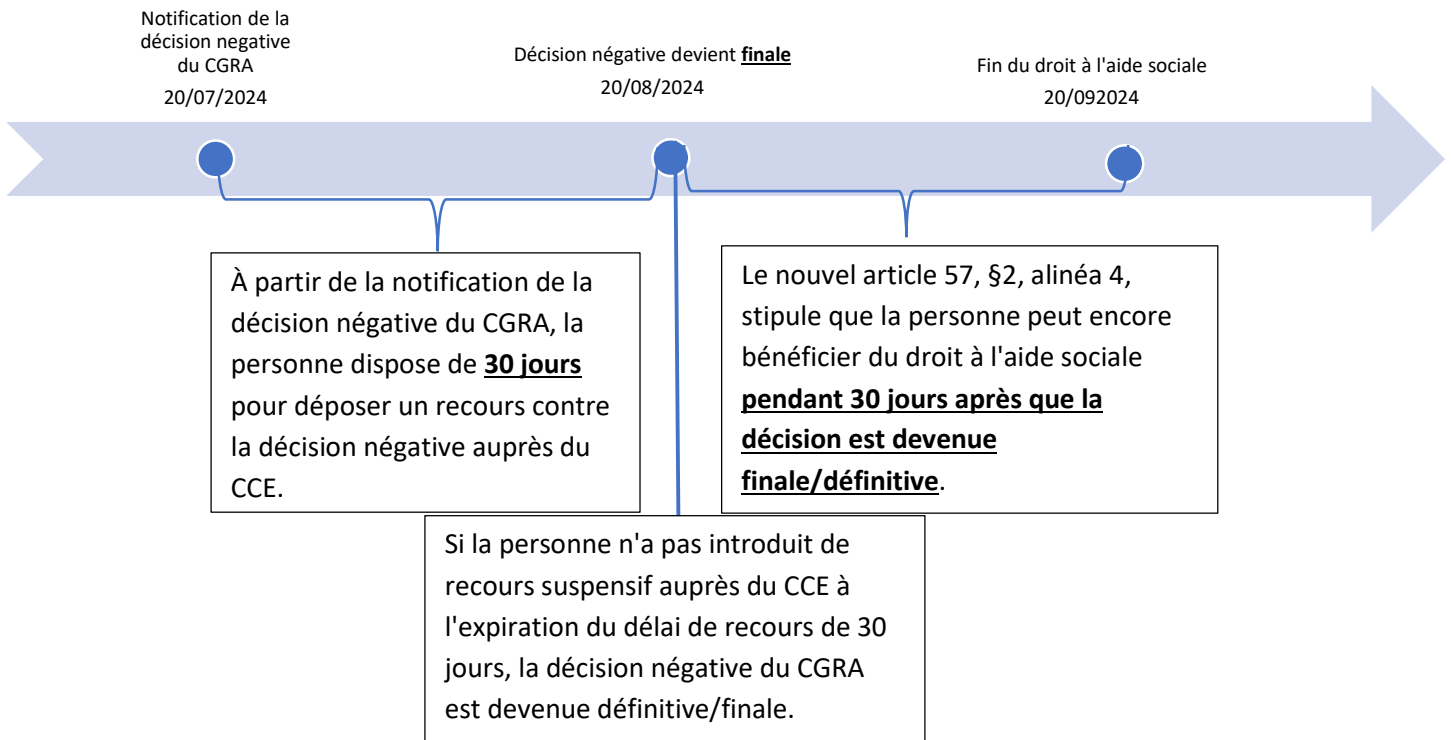 Notification de la
décision negative
du CGRA
20/07/2024
Décision négative devient finale
20/08/2024
Fin du droit à l'aide sociale
20/092024
À partir de la notification de la
décision négative du CGRA, la
personne dispose de 30 jours
pour déposer un recours contre
la décision négative auprès du
CCE.
Le nouvel article 57, §2, alinéa 4,
stipule que la personne peut encore
bénéficier du droit à l'aide sociale
pendant 30 jours après que la
décision est devenue
finale/définitive.
Si la personne n'a pas introduit de
recours suspensif auprès du CCE à
l'expiration du délai de recours de 30
jours, la décision négative du CGRA
est devenue définitive/finale.